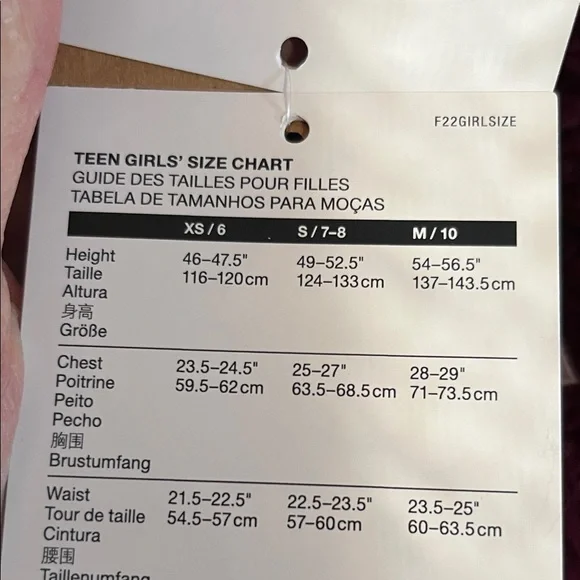 F22GIRLSIZE
TEEN GIRLS' SIZE CHART
GUIDE DES TAILLES POUR FILLES
TABELA DE TAMANHOS PARA MOÇAS
XS / 6 S / 7–8 M / 10
Height 46–47.5" 49–52.5" 54–56.5"
Taille 116–120 cm 124–133 cm 137–143.5 cm
Altura
身高
Größe
Chest 23.5–24.5" 25–27" 28–29"
Poitrine 59.5–62 cm 63.5–68.5 cm 71–73.5 cm
Peito
Pecho
胸围
Brustumfang
Waist 21.5–22.5" 22.5–23.5" 23.5–25"
Tour de taille 54.5–57 cm 57–60 cm 60–63.5 cm
Cintura
腰围
Taillenumfang